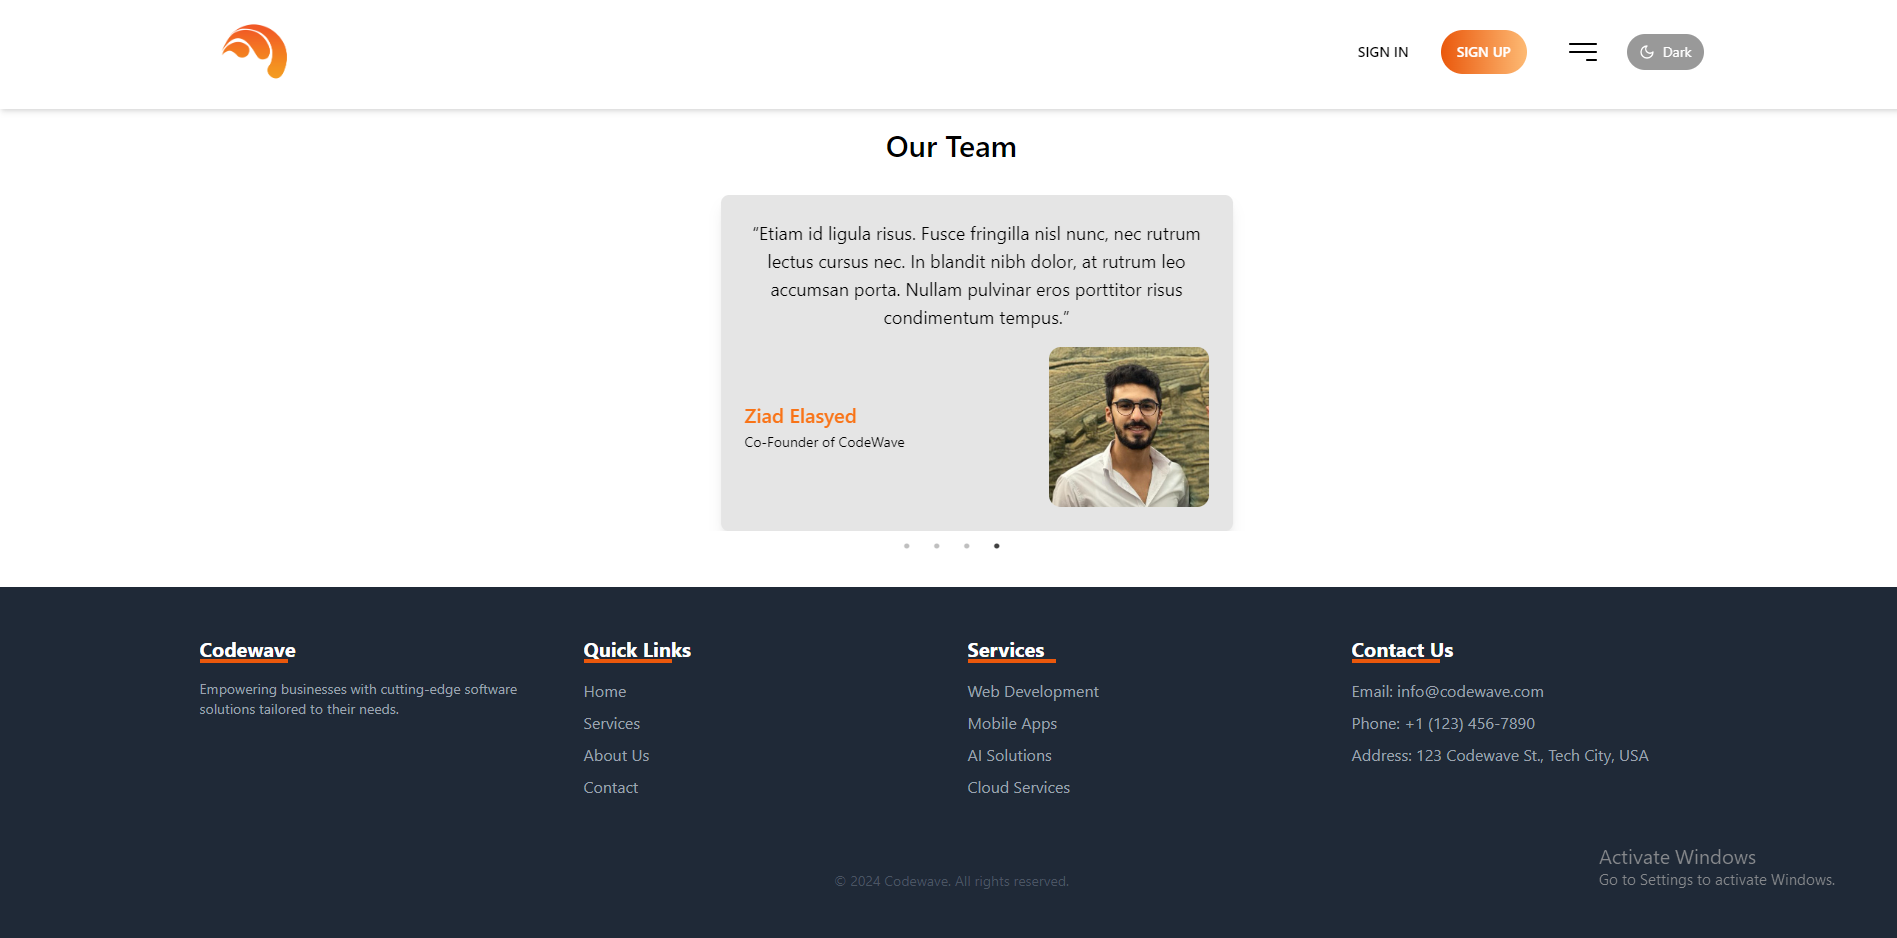 SIGN IN
SIGN UP
Dark
Our Team
“Etiam id ligula risus. Fusce fringilla nisl nunc, nec rutrum
lectus cursus nec. In blandit nibh dolor, at rutrum leo
accumsan porta. Nullam pulvinar eros porttitor risus
condimentum tempus.”
Ziad Elasyed
Co-Founder of CodeWave
Codewave
Empowering businesses with cutting-edge software
solutions tailored to their needs.
Quick Links
Home
Services
About Us
Contact
Services
Web Development
Mobile Apps
AI Solutions
Cloud Services
Contact Us
Email: info@codewave.com
Phone: +1 (123) 456-7890
Address: 123 Codewave St., Tech City, USA
© 2024 Codewave. All rights reserved.
Activate Windows
Go to Settings to activate Windows.